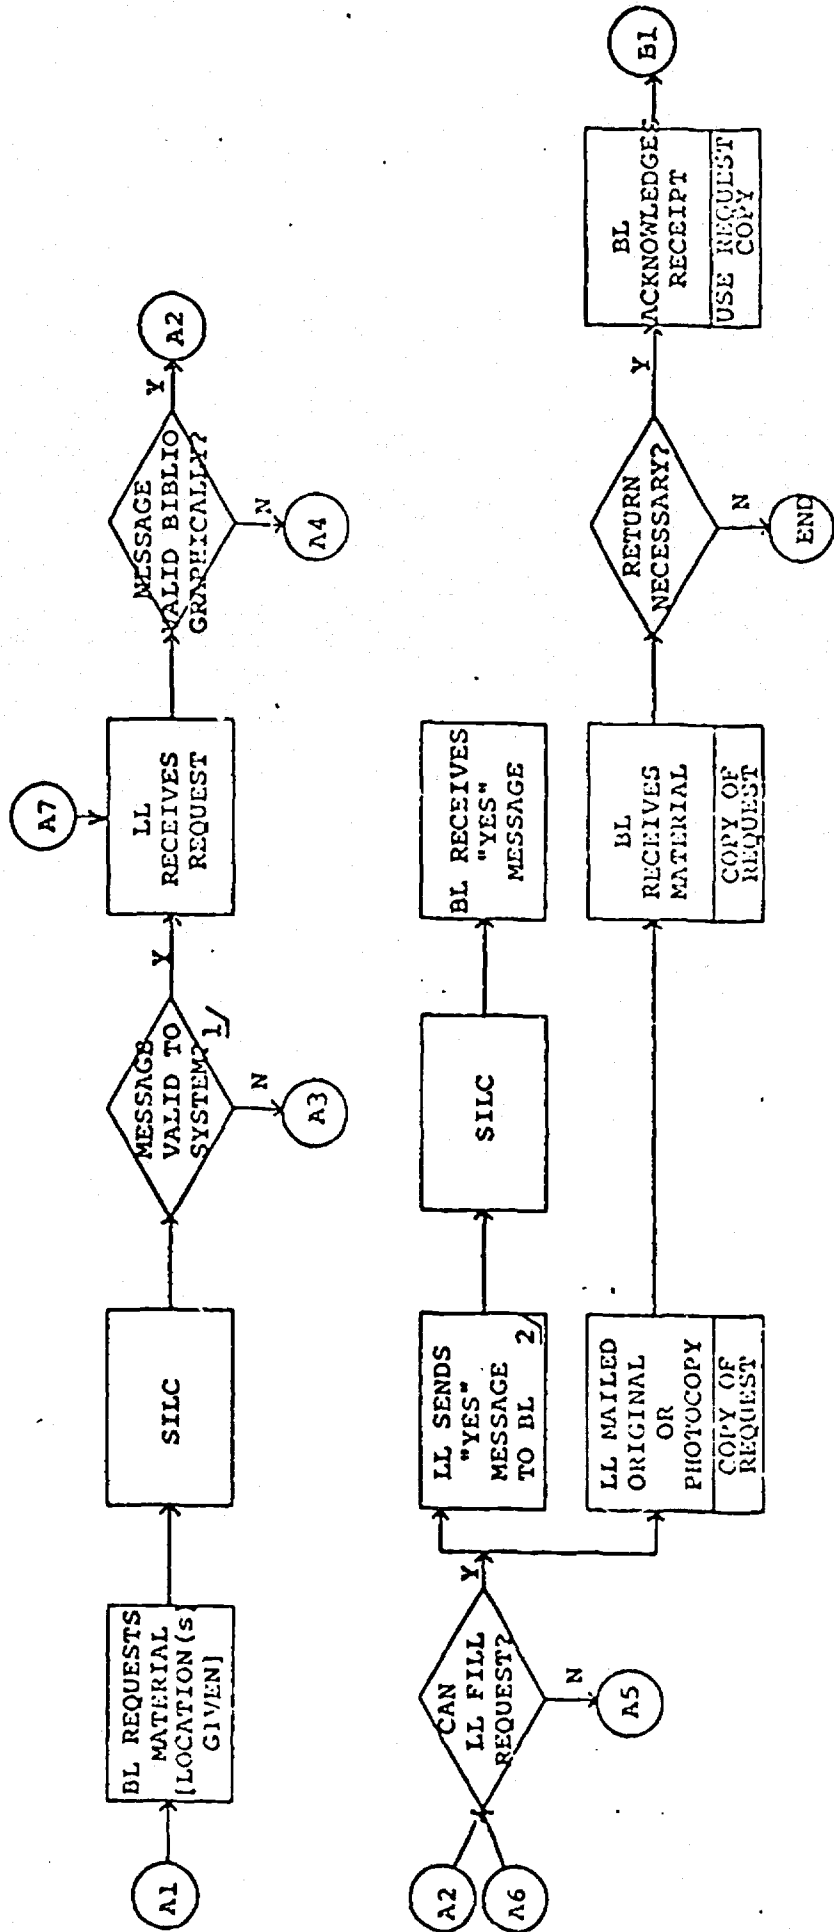 A1
BL REQUESTS
MATERIAL
[LOCATION(s)
GIVEN]
SILC
MESSAGE
VALID TO
SYSTEM? 1/
Y
N
A3
A7
LL
RECEIVES
REQUEST
MESSAGE
VALID BIBLIO
GRAPHICALLY?
Y
A2
N
A4
A2
A6
CAN
LL FILL
REQUEST?
Y
N
A5
LL SENDS
"YES"
MESSAGE
TO BL 2/
SILC
BL RECEIVES
"YES"
MESSAGE
LL MAILED
ORIGINAL
OR
PHOTOCOPY
COPY OF
REQUEST
BL
RECEIVES
MATERIAL
COPY OF
REQUEST
RETURN
NECESSARY?
Y
N
END
BL
ACKNOWLEDGES
RECEIPT
USE REQUEST
COPY
B1